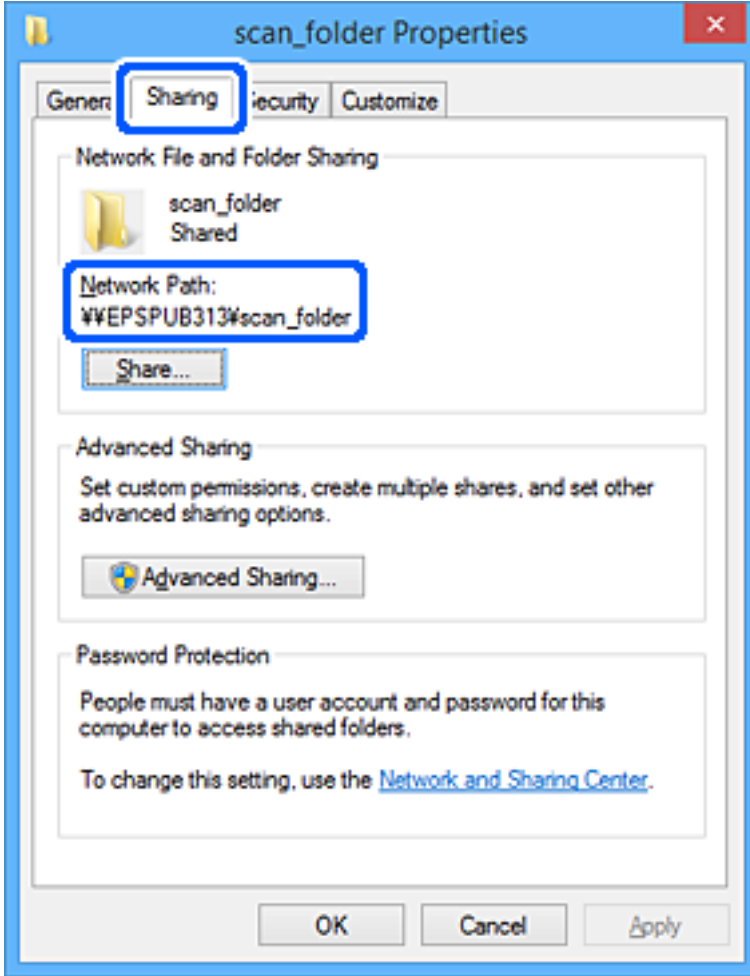 scan_folder Properties
Sharing
Customize
Network File and Folder Sharing
scan_folder
Shared
Network Path:
¥¥EPSPUB313¥scan_folder
Share...
Advanced Sharing
Set custom permissions, create multiple shares, and set other
advanced sharing options.
Advanced Sharing...
Password Protection
People must have a user account and password for this
computer to access shared folders.
To change this setting, use the Network and Sharing Center.
OK
Cancel
Apply